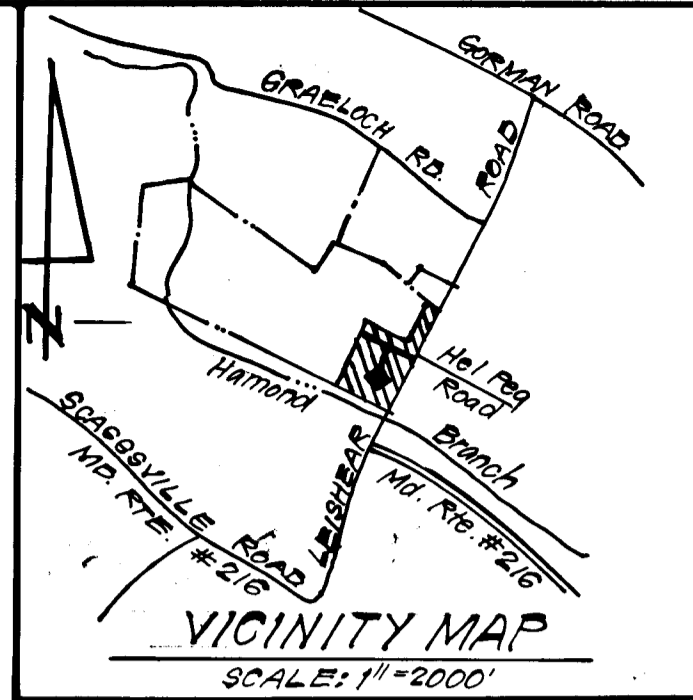 GORMAN ROAD
GRAELOCH RD.
ROAD
N
Hel Peg
Road
Hamond
Branch
SCAGGSVILLE ROAD
MD. RTE. #216
LEISHEAR
Md. Rte. #216
VICINITY MAP
SCALE: 1"=2000'